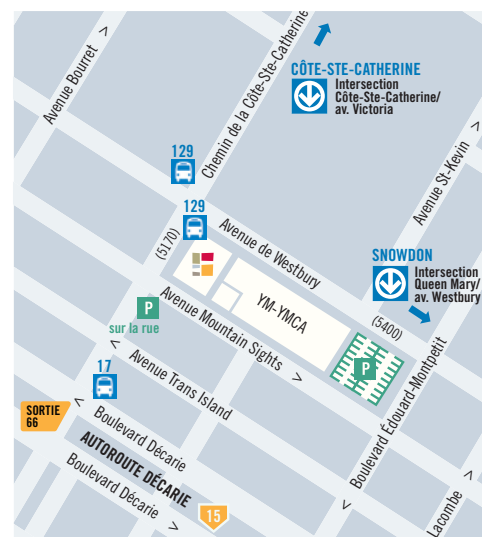 Avenue Bourret
Chemin de la Côte-Ste-Catherine
CÔTE-STE-CATHERINE
Intersection
Côte-Ste-Catherine/
av. Victoria
129
129
(5170)
Avenue de Westbury
Avenue St-Kevin
SNOWDON
Intersection
Queen Mary/
av. Westbury
YM-YMCA
(5400)
P
sur la rue
Avenue Mountain Sights
P
17
Avenue Trans Island
Boulevard Édouard-Montpetit
SORTIE
66
Boulevard Décarie
AUTOROUTE DÉCARIE
Boulevard Décarie
15
Lacombe